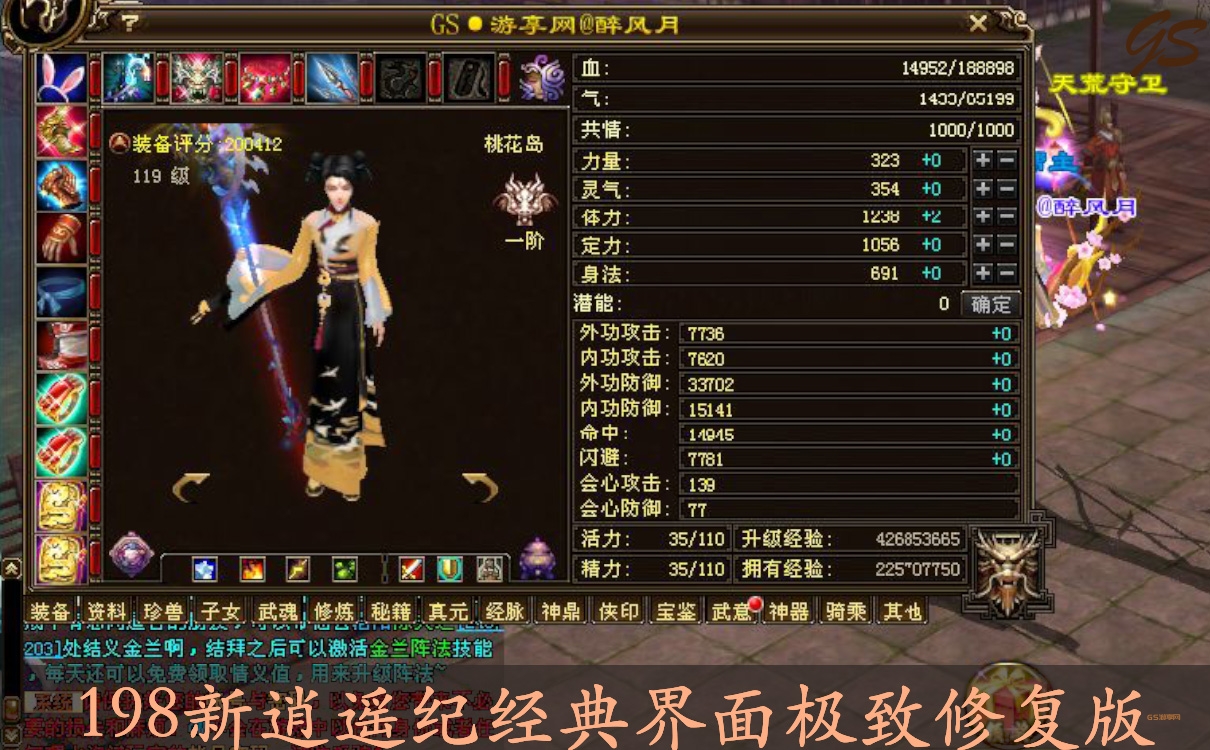 GS ● 游享网@醉风月
GS
天荒守卫
@醉风月
装备评分:200412
119 级
桃花岛
一阶
血: 14952/188898
气:
共情: 1000/1000
力量: 323 +0
灵气: 354 +0
体力: 1238 +2
定力: 1056 +0
身法: 691 +0
潜能: 0 确定
外功攻击: 7736 +0
内功攻击: 7620 +0
外功防御: 33702 +0
内功防御: 15141 +0
命中: 14945 +0
闪避: 7781 +0
会心攻击: 139
会心防御: 77
活力: 35/110 升级经验: 426853665
精力: 35/110 拥有经验: 225707750
装备 资料 珍兽 子女 武魂 修炼 秘籍 真元 经脉 神鼎 侠印 宝鉴 武意 神器 骑乘 其他
203]处结义金兰啊，结拜之后可以激活金兰阵法技能
，每天还可以免费领取情义值，用来升级阵法~
198新逍遥纪经典界面极致修复版
GS游享网